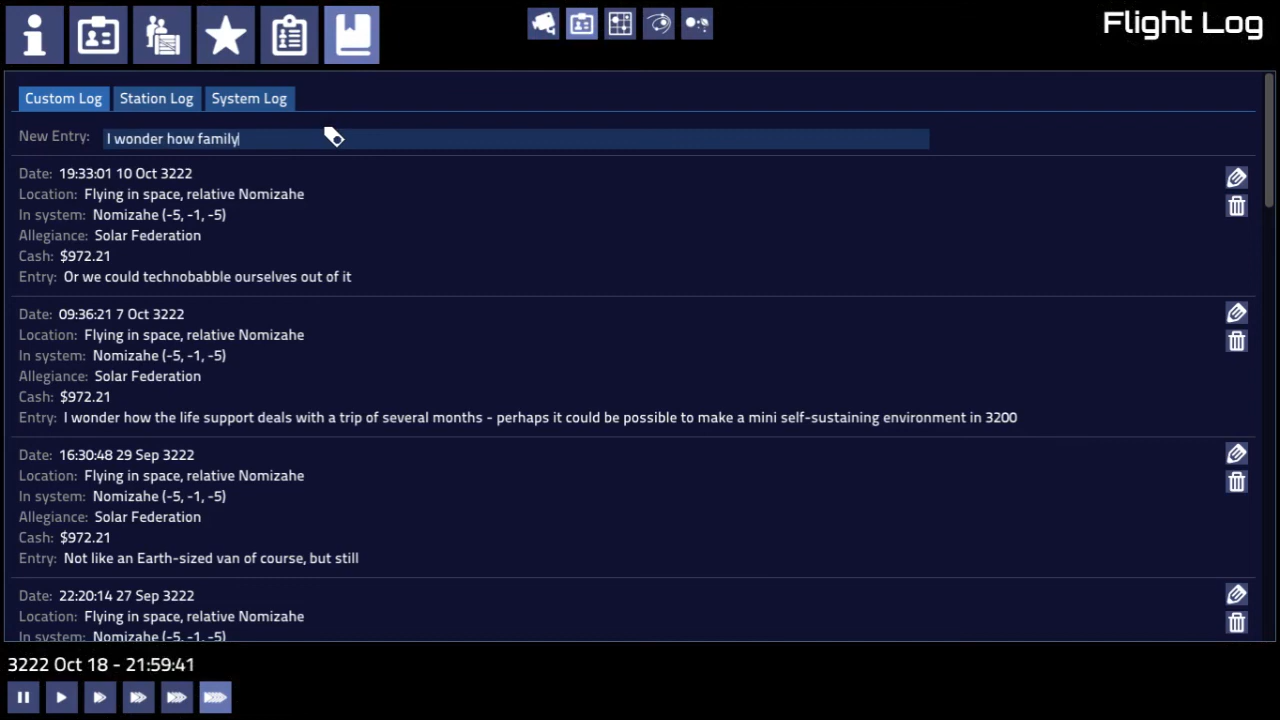 Flight Log
Custom Log Station Log System Log
New Entry: I wonder how family
Date: 19:33:01 10 Oct 3222
Location: Flying in space, relative Nomizahe
In system: Nomizahe (-5, -1, -5)
Allegiance: Solar Federation
Cash: $972.21
Entry: Or we could technobabble ourselves out of it
Date: 09:36:21 7 Oct 3222
Location: Flying in space, relative Nomizahe
In system: Nomizahe (-5, -1, -5)
Allegiance: Solar Federation
Cash: $972.21
Entry: I wonder how the life support deals with a trip of several months - perhaps it could be possible to make a mini self-sustaining environment in 3200
Date: 16:30:48 29 Sep 3222
Location: Flying in space, relative Nomizahe
In system: Nomizahe (-5, -1, -5)
Allegiance: Solar Federation
Cash: $972.21
Entry: Not like an Earth-sized van of course, but still
Date: 22:20:14 27 Sep 3222
Location: Flying in space, relative Nomizahe
In system: Nomizahe (-5, -1, -5)
3222 Oct 18 - 21:59:41